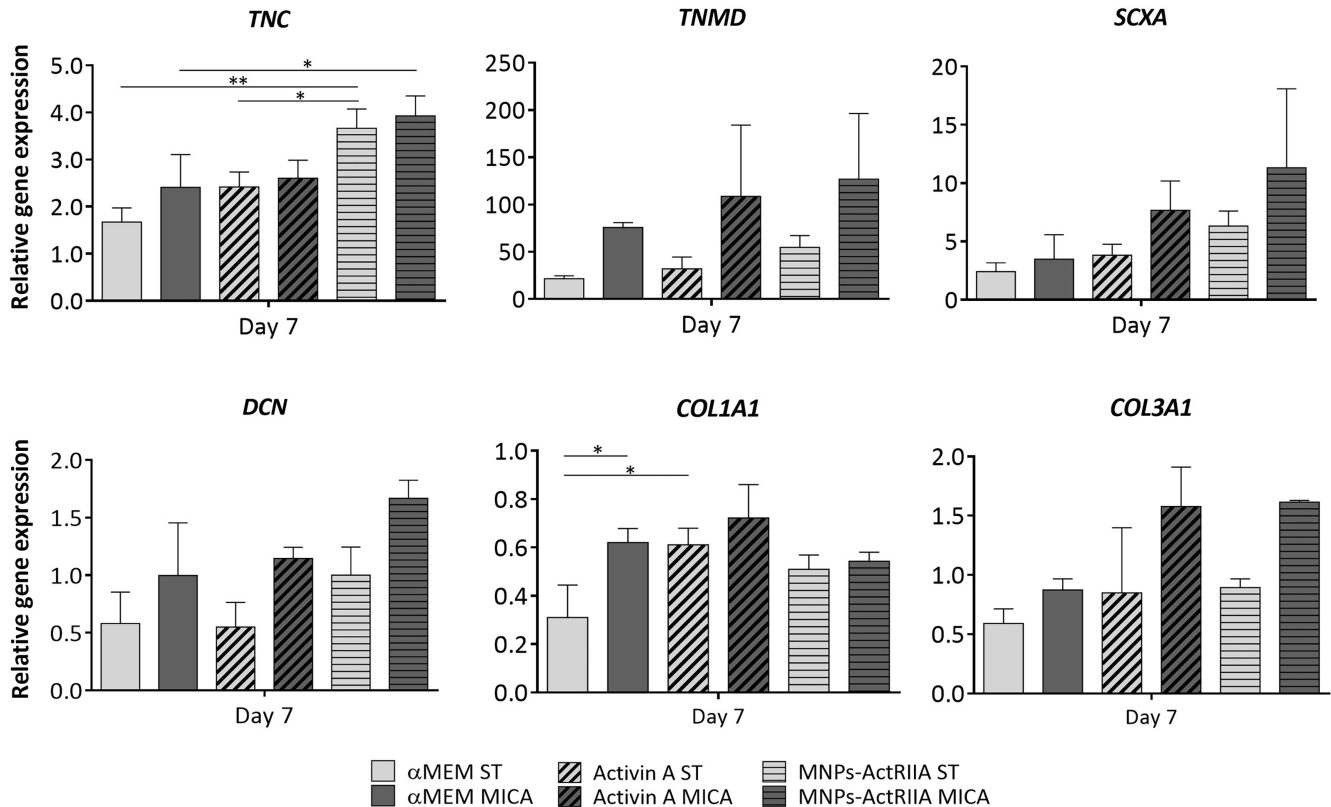 TNC
TNMD
SCXA
Relative gene expression
5.0
4.0
3.0
2.0
1.0
0.0
**
*
*
Day 7
250
200
150
100
50
0
Day 7
20
15
10
5
0
Day 7
DCN
COL1A1
COL3A1
Relative gene expression
2.0
1.5
1.0
0.5
0.0
Day 7
1.0
0.8
0.6
0.4
0.2
0.0
*
*
Day 7
2.0
1.5
1.0
0.5
0.0
Day 7
αMEM ST
Activin A ST
MNPs-ActRIIA ST
αMEM MICA
Activin A MICA
MNPs-ActRIIA MICA